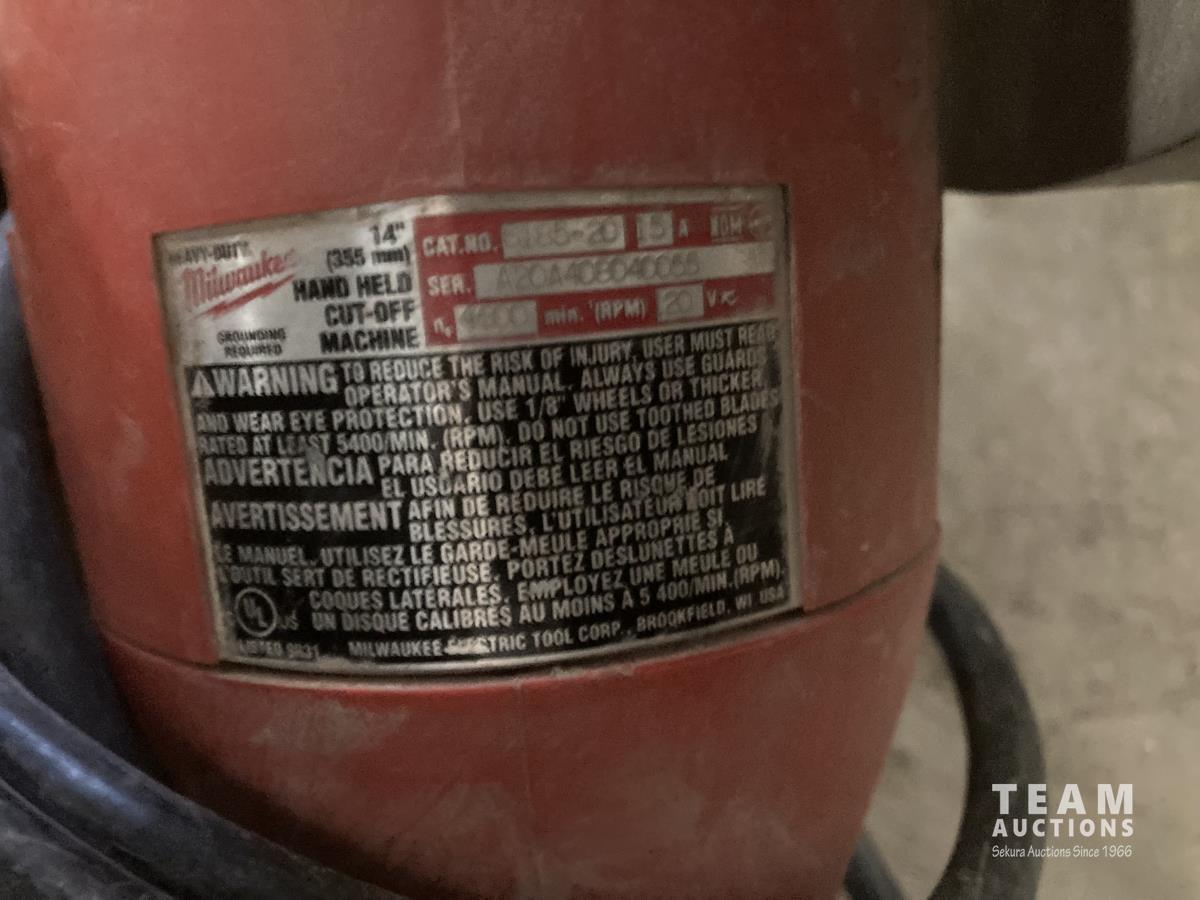 HEAVY-DUTY
Milwaukee
14"
(355 mm)
HAND HELD
CUT-OFF
MACHINE
GROUNDING
REQUIRED
CAT.NO. 15 A
SER.
min.⁻¹(RPM) V
WARNING TO REDUCE THE RISK OF INJURY, USER MUST READ
OPERATOR'S MANUAL. ALWAYS USE GUARDS
AND WEAR EYE PROTECTION. USE 1/8" WHEELS OR THICKER
RATED AT LEAST 5400/MIN. (RPM). DO NOT USE TOOTHED BLADES
ADVERTENCIA PARA REDUCIR EL RIESGO DE LESIONES
EL USUARIO DEBE LEER EL MANUAL
AVERTISSEMENT AFIN DE RÉDUIRE LE RISQUE DE
BLESSURES, L'UTILISATEUR DOIT LIRE
LE MANUEL. UTILISEZ LE GARDE-MEULE APPROPRIÉ SI
L'OUTIL SERT DE RECTIFIEUSE. PORTEZ DESLUNETTES À
COQUES LATERALES. EMPLOYEZ UNE MEULE OU
UN DISQUE CALIBRÉS AU MOINS À 5 400/MIN.(RPM).
UL US
LISTED
MILWAUKEE ELECTRIC TOOL CORP., BROOKFIELD, WI USA
TEAM
AUCTIONS
Sekura Auctions Since 1966